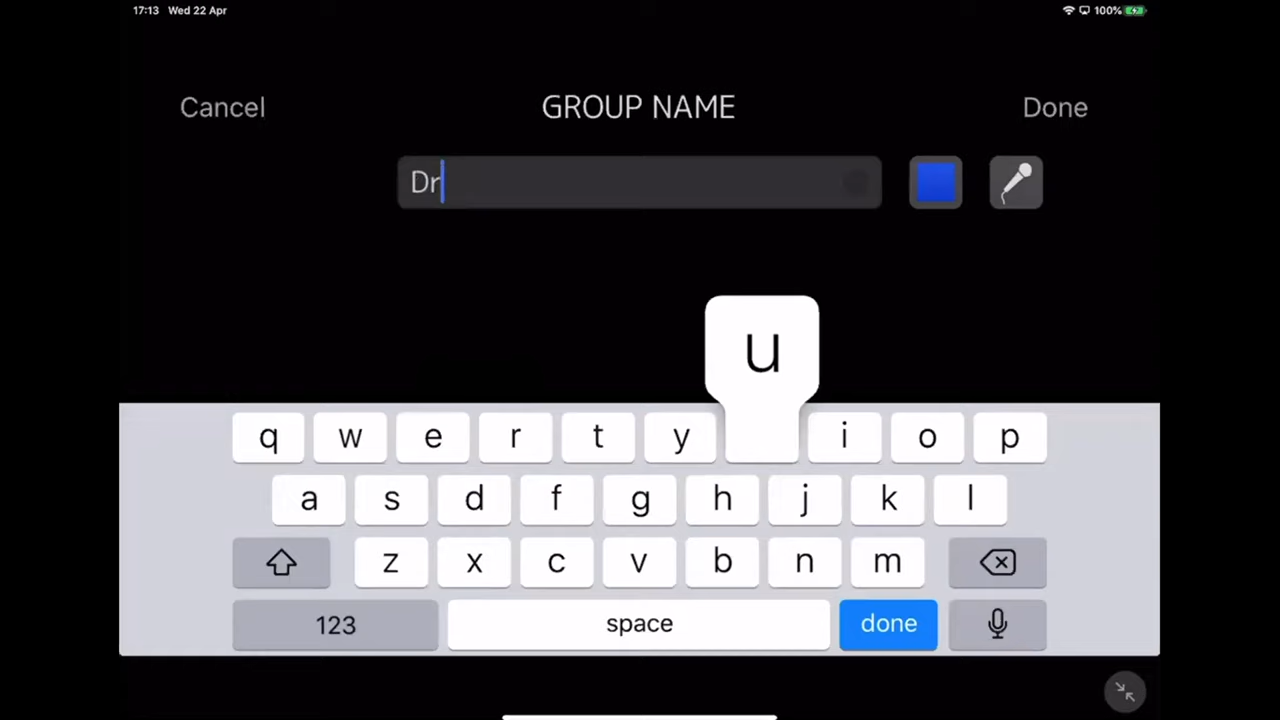 17:13 Wed 22 Apr 100%
Cancel GROUP NAME Done
Dr
u
q w e r t y i o p
a s d f g h j k l
z x c v b n m
123 space done